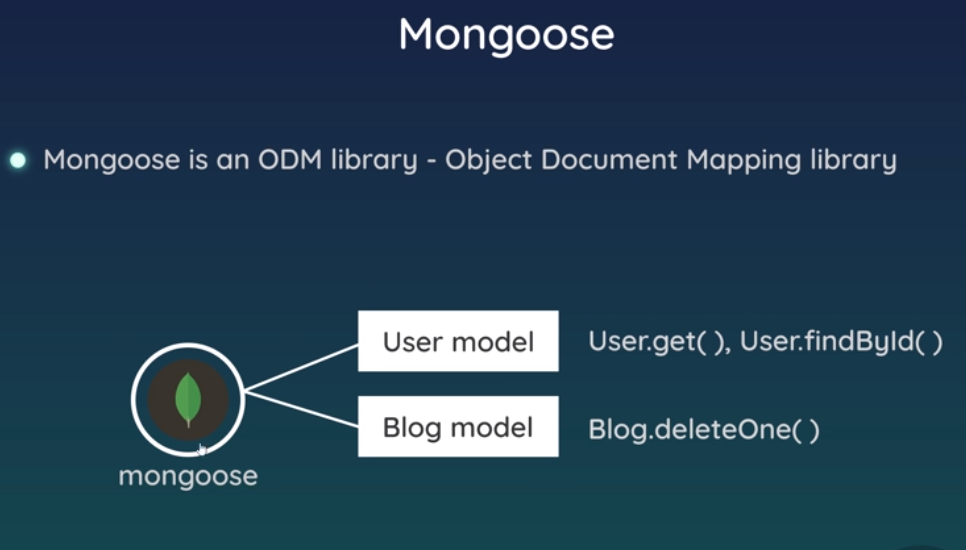 Mongoose
Mongoose is an ODM library - Object Document Mapping library
User model User.get( ), User.findById( )
Blog model Blog.deleteOne( )
mongoose